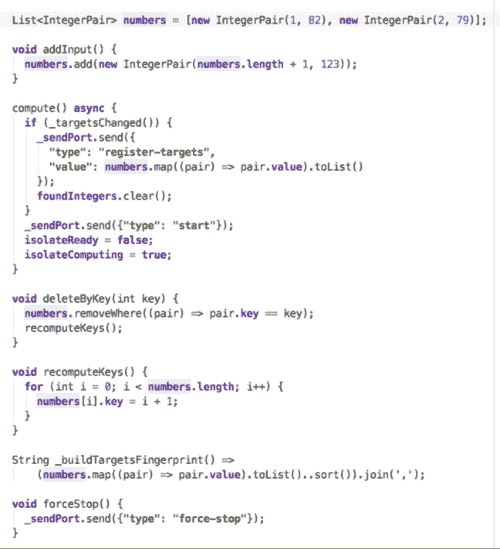 List<IntegerPair> numbers = [new IntegerPair(1, 82), new IntegerPair(2, 79)];
void addInput() {
numbers.add(new IntegerPair(numbers.length + 1, 123));
}
compute() async {
if (_targetsChanged()) {
_sendPort.send({
"type": "register-targets",
"value": numbers.map((pair) => pair.value).toList()
});
foundIntegers.clear();
}
_sendPort.send({"type": "start"});
isolateReady = false;
isolateComputing = true;
}
void deleteByKey(int key) {
numbers.removeWhere((pair) => pair.key == key);
recomputeKeys();
}
void recomputeKeys() {
for (int i = 0; i < numbers.length; i++) {
numbers[i].key = i + 1;
}
}
String _buildTargetsFingerprint() =>
(numbers.map((pair) => pair.value).toList()..sort()).join(',');
void forceStop() {
_sendPort.send({"type": "force-stop"});
}